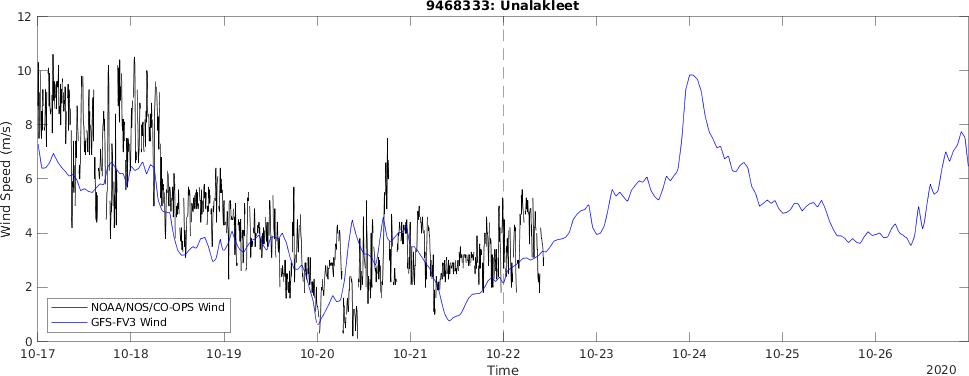 9468333: Unalakleet
12
10
8
6
4
2
0
Wind Speed (m/s)
NOAA/NOS/CO-OPS Wind
GFS-FV3 Wind
10-17 10-18 10-19 10-20 10-21 10-22 10-23 10-24 10-25 10-26
Time
2020